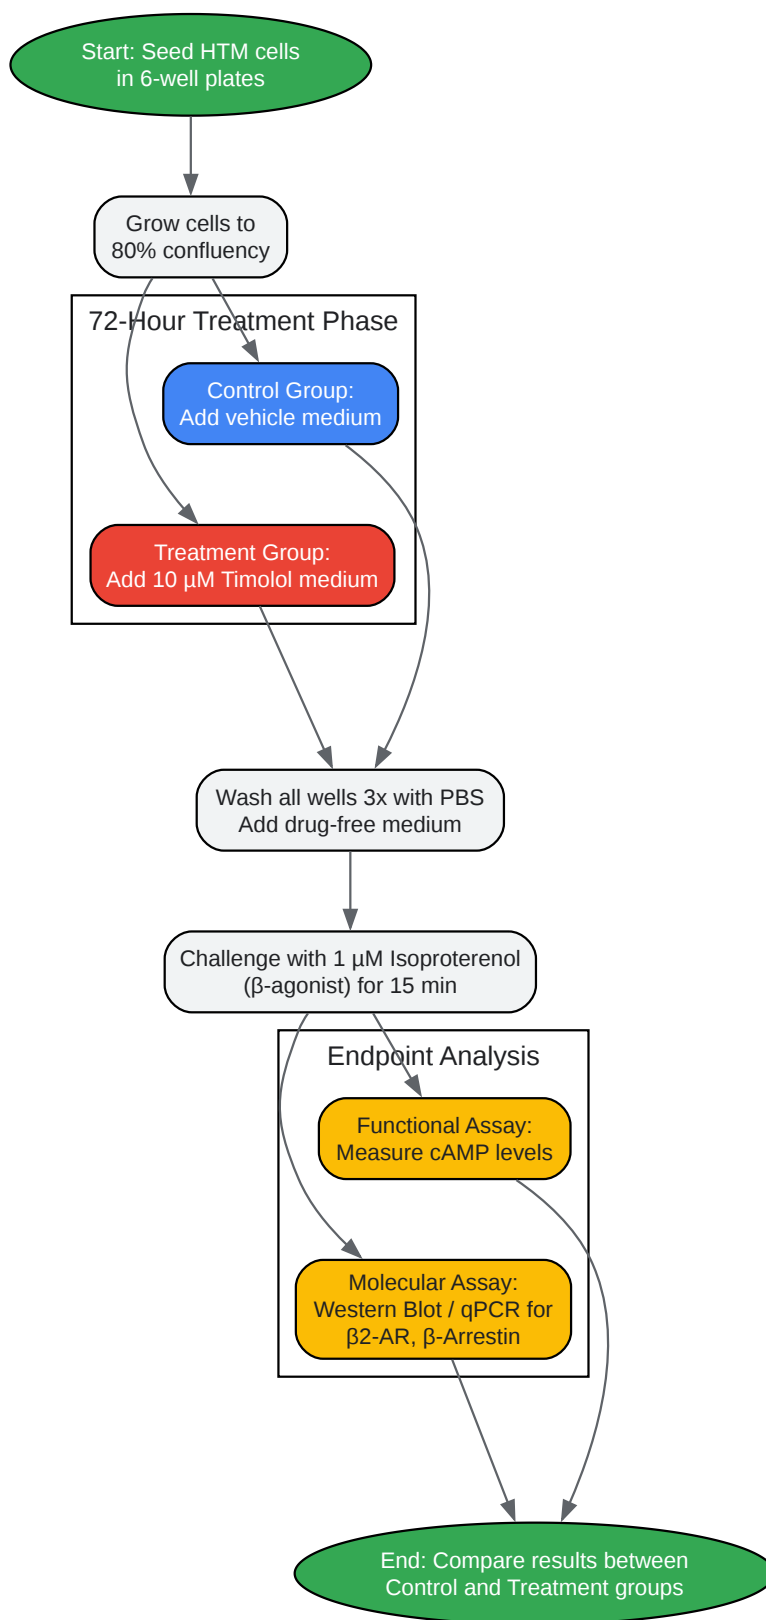 Start: Seed HTM cells
in 6-well plates
Grow cells to
80% confluency
72-Hour Treatment Phase
Control Group:
Add vehicle medium
Treatment Group:
Add 10 µM Timolol medium
Wash all wells 3x with PBS
Add drug-free medium
Challenge with 1 µM Isoproterenol
(β-agonist) for 15 min
Endpoint Analysis
Functional Assay:
Measure cAMP levels
Molecular Assay:
Western Blot / qPCR for
β2-AR, β-Arrestin
End: Compare results between
Control and Treatment groups